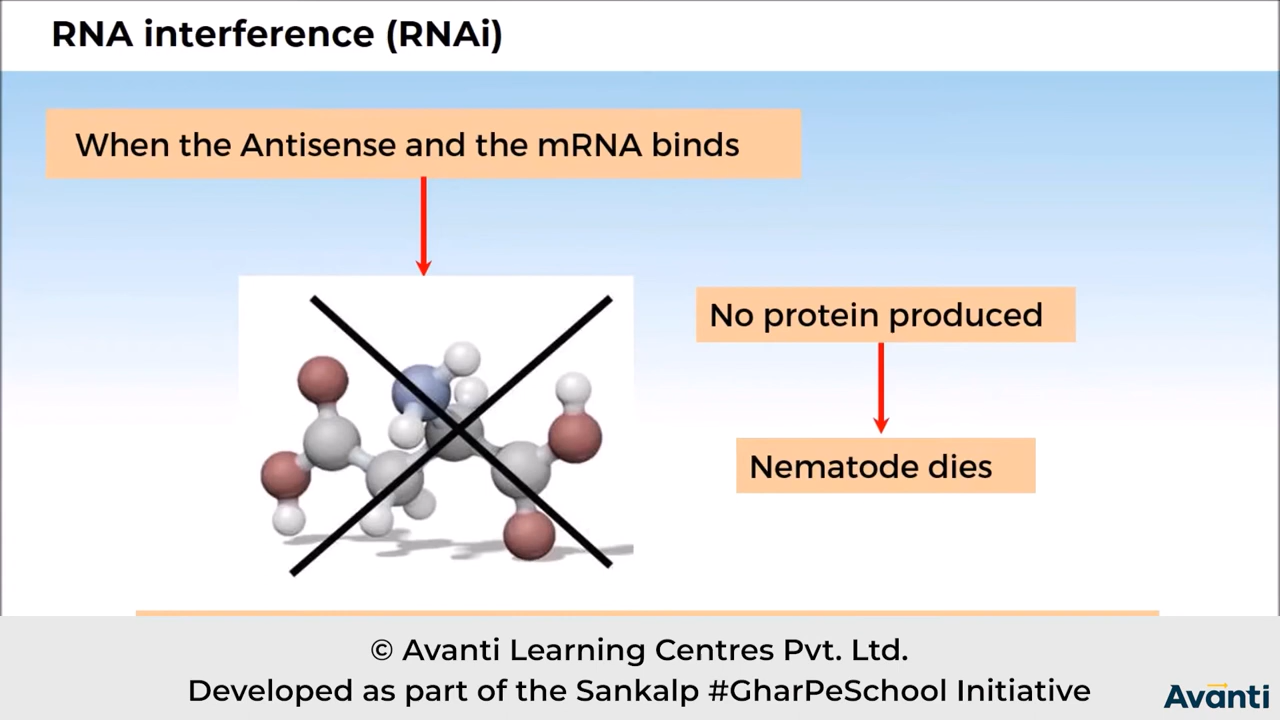 RNA interference (RNAi)
When the Antisense and the mRNA binds
No protein produced
Nematode dies
© Avanti Learning Centres Pvt. Ltd.
Developed as part of the Sankalp #GharPeSchool Initiative
Avanti